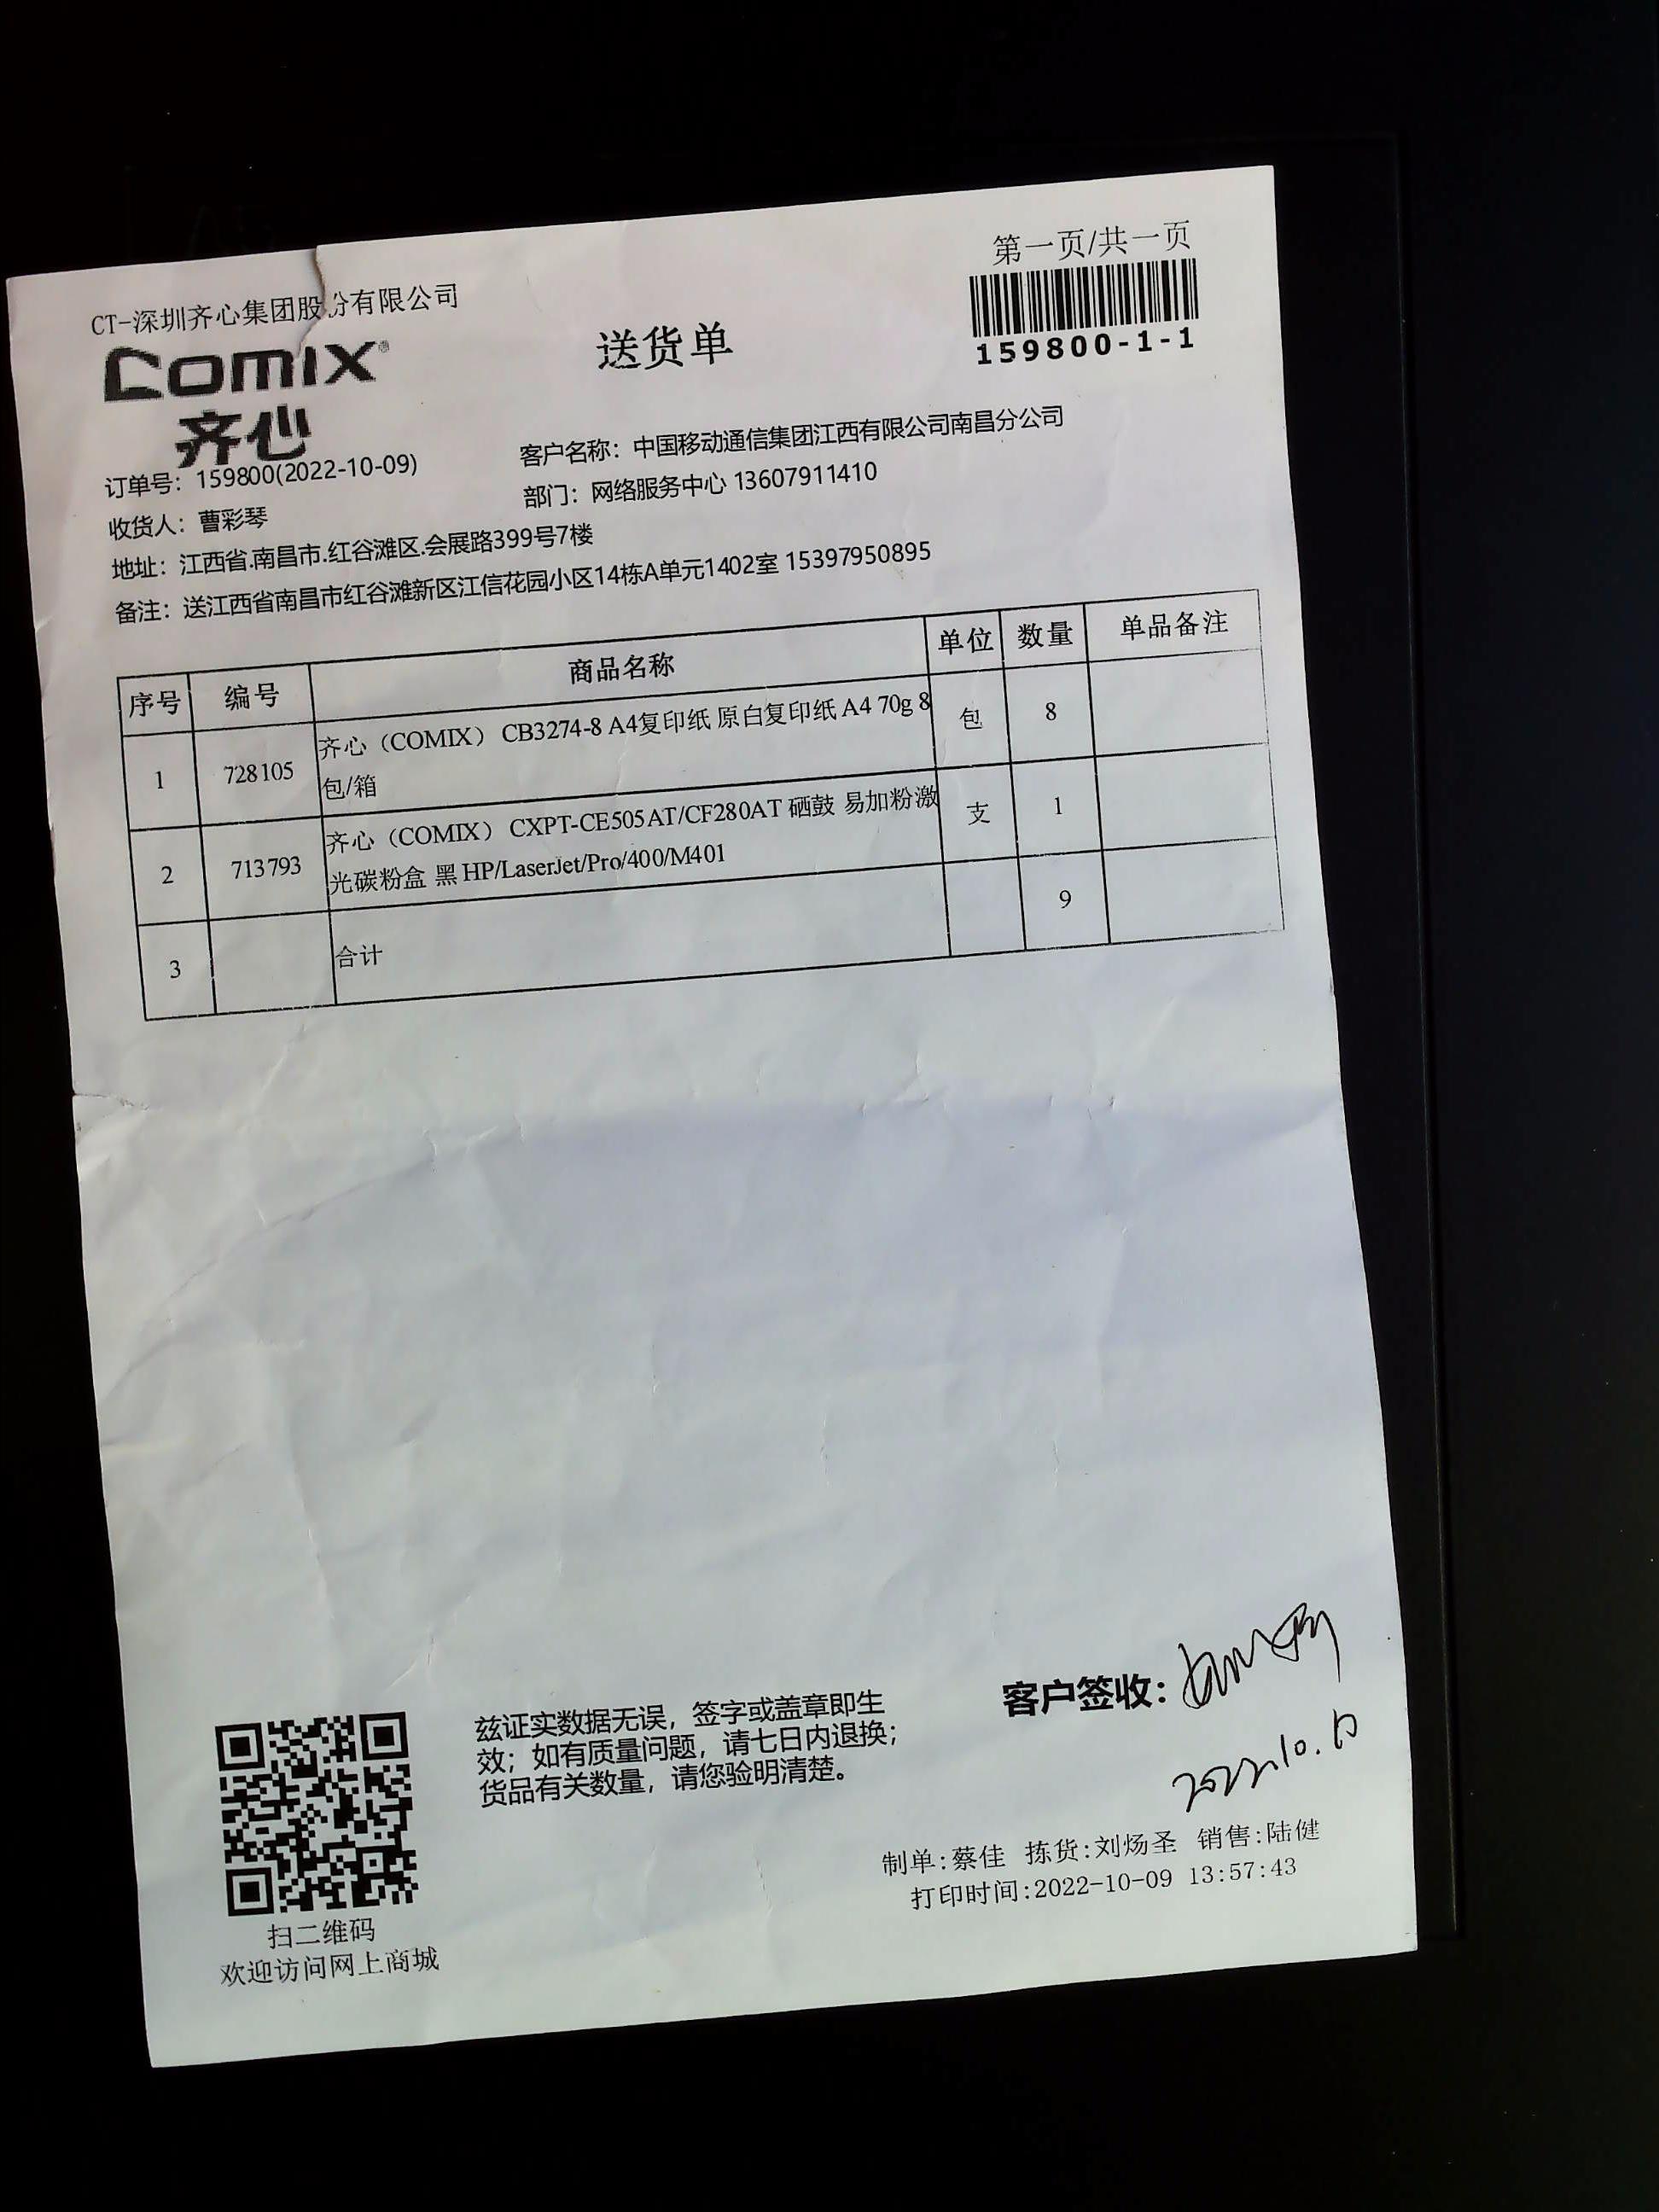 第一页/共一页
CT-深圳齐心集团股份有限公司
comix®
齐心
送货单
159800-1-1
订单号：159800(2022-10-09)
客户名称：中国移动通信集团江西有限公司南昌分公司
收货人：曹彩琴
部门：网络服务中心 13607911410
地址：江西省.南昌市.红谷滩区.会展路399号7楼
备注：送江西省南昌市红谷滩新区江信花园小区14栋A单元1402室 15397950895
序号 编号 商品名称 单位 数量 单品备注
1 728105 齐心（COMIX） CB3274-8 A4复印纸 原白复印纸 A4 70g 8 包 8
包/箱
2 713793 齐心（COMIX） CXPT-CE505AT/CF280AT 硒鼓 易加粉激 支 1
光碳粉盒 黑 HP/LaserJet/Pro/400/M401
3 合计 9
兹证实数据无误，签字或盖章即生
效；如有质量问题，请七日内退换；
货品有关数量，请您验明清楚。
客户签收：
2022.10.10
制单:蔡佳 拣货:刘炀圣 销售:陆健
打印时间:2022-10-09 13:57:43
扫二维码
欢迎访问网上商城